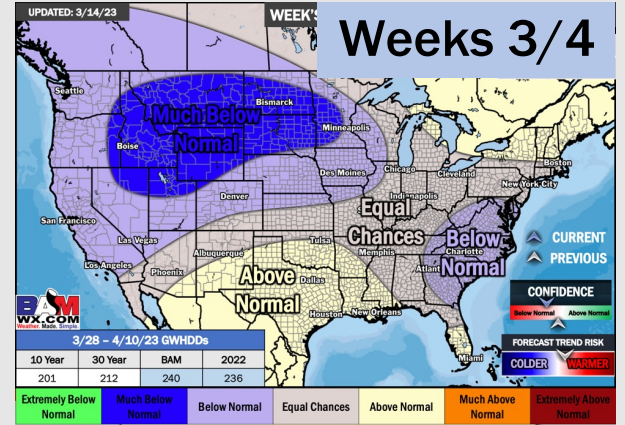 UPDATED: 3/14/23
WEEK'S
Weeks 3/4
Seattle
Bismarck
Much Below
Normal
Minneapolis
Boise
Boston
Des Moines
Chicago
Cleveland
New York City
Denver
Indianapolis
Equal
Chances
San Francisco
Below
Normal
CURRENT
PREVIOUS
Las Vegas
Tulsa
Charlotte
Albuquerque
Memphis
Los Angeles
Phoenix
Atlanta
Above
Normal
Dallas
CONFIDENCE
Below Normal
Above Normal
Houston
New Orleans
BAM
WX.COM
Weather. Made. Simple.
FORECAST TREND RISK
COLDER
WARMER
Miami
3/28 – 4/10/23 GWHDDs
10 Year 30 Year BAM 2022
201 212 240 236
Extremely Below
Normal
Much Below
Normal
Below Normal
Equal Chances
Above Normal
Much Above
Normal
Extremely Above
Normal